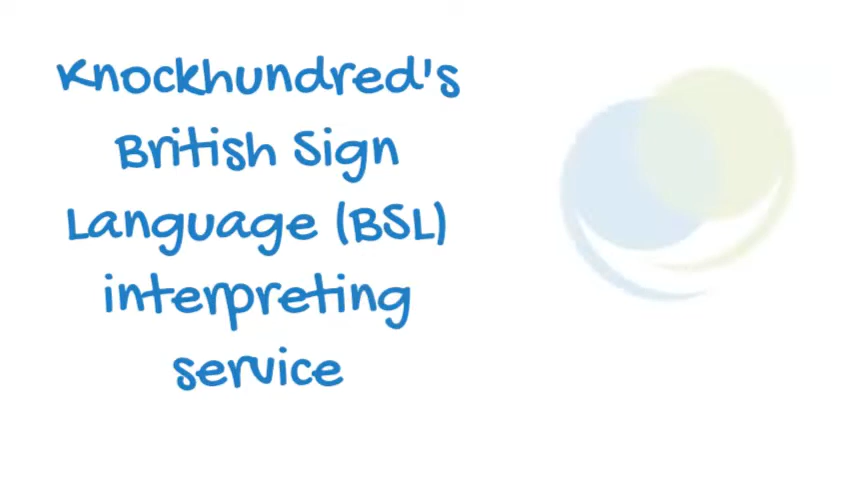 Knockhundred's
British Sign
Language (BSL)
interpreting
service